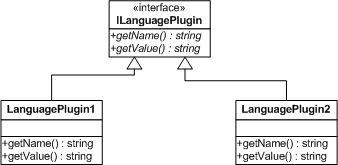 «interface»
ILanguagePlugin
+getName() : string
+getValue() : string
LanguagePlugin1
+getName() : string
+getValue() : string
LanguagePlugin2
+getName() : string
+getValue() : string